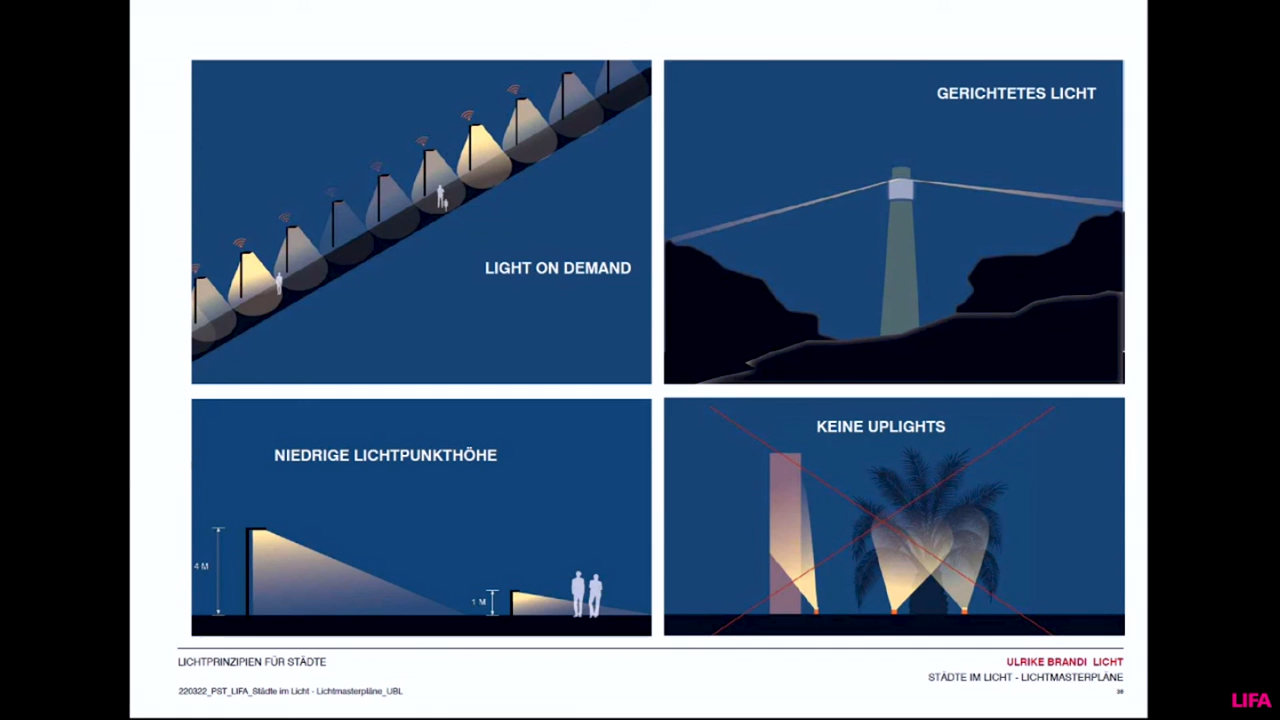 LIGHT ON DEMAND
GERICHTETES LICHT
NIEDRIGE LICHTPUNKTHÖHE
4 M
1 M
KEINE UPLIGHTS
LICHTPRINZIPIEN FÜR STÄDTE
220322_PST_LIFA_Städte im Licht - Lichtmasterpläne_UBL
ULRIKE BRANDI LICHT
STÄDTE IM LICHT - LICHTMASTERPLÄNE
LIFA